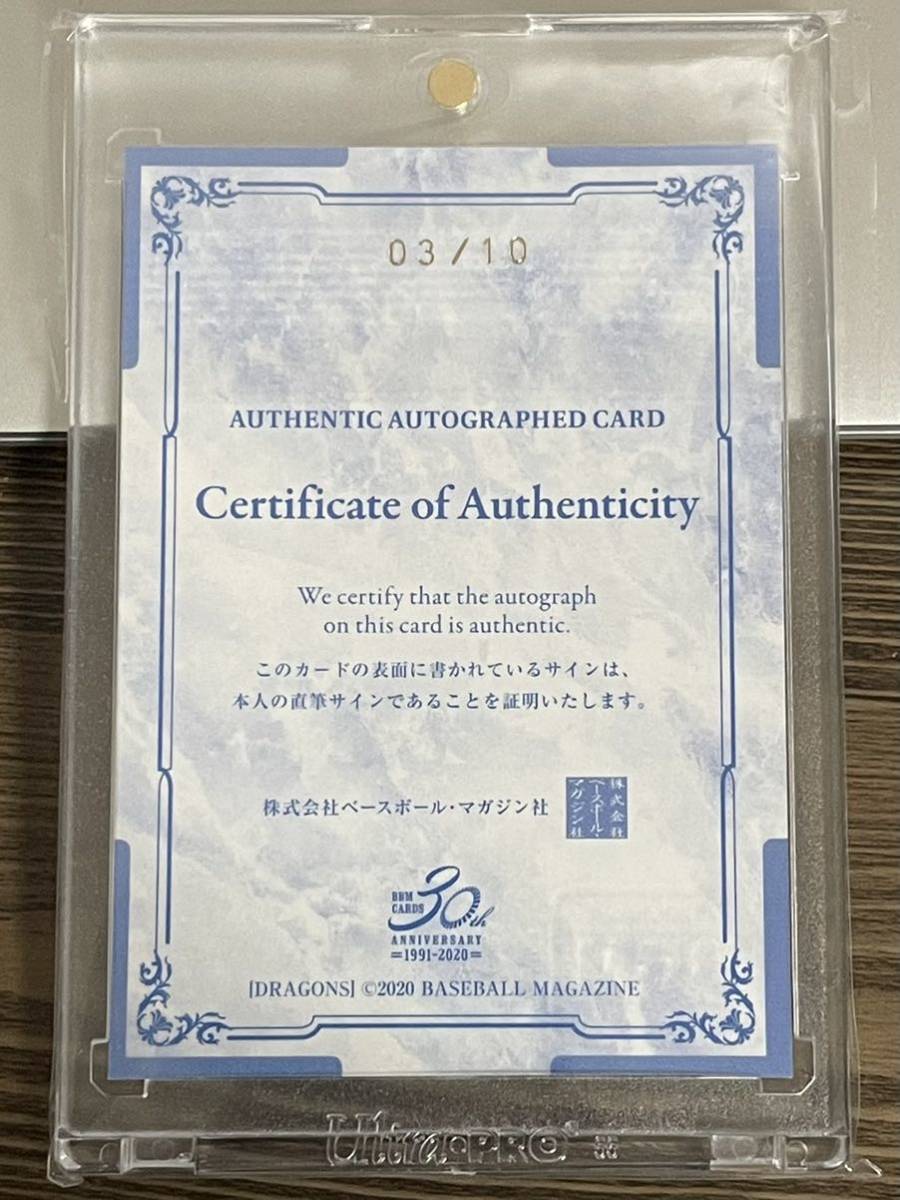 03/10
AUTHENTIC AUTOGRAPHED CARD
Certificate of Authenticity
We certify that the autograph
on this card is authentic.
このカードの表面に書かれているサインは、
本人の直筆サインであることを証明いたします。
株式会社ベースボール・マガジン社
株式会社
ベースボール・
マガジン社
BBM
CARDS
30th
ANNIVERSARY
=1991-2020=
[DRAGONS] ©2020 BASEBALL MAGAZINE
Ultra•PRO